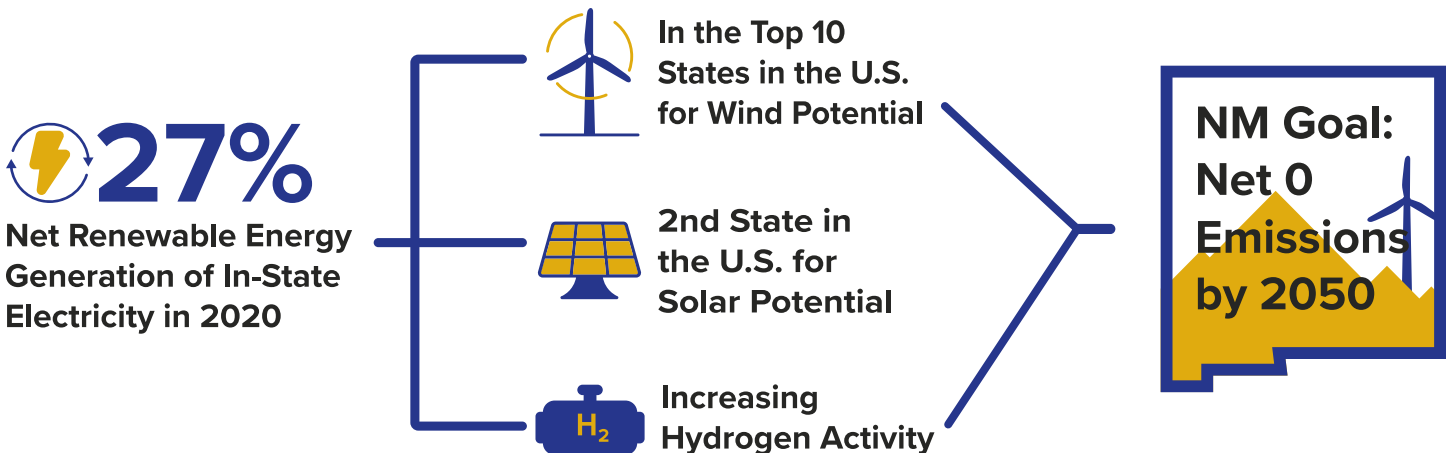 27%
Net Renewable Energy
Generation of In-State
Electricity in 2020
In the Top 10
States in the U.S.
for Wind Potential
2nd State in
the U.S. for
Solar Potential
H₂
Increasing
Hydrogen Activity
NM Goal:
Net 0
Emissions
by 2050